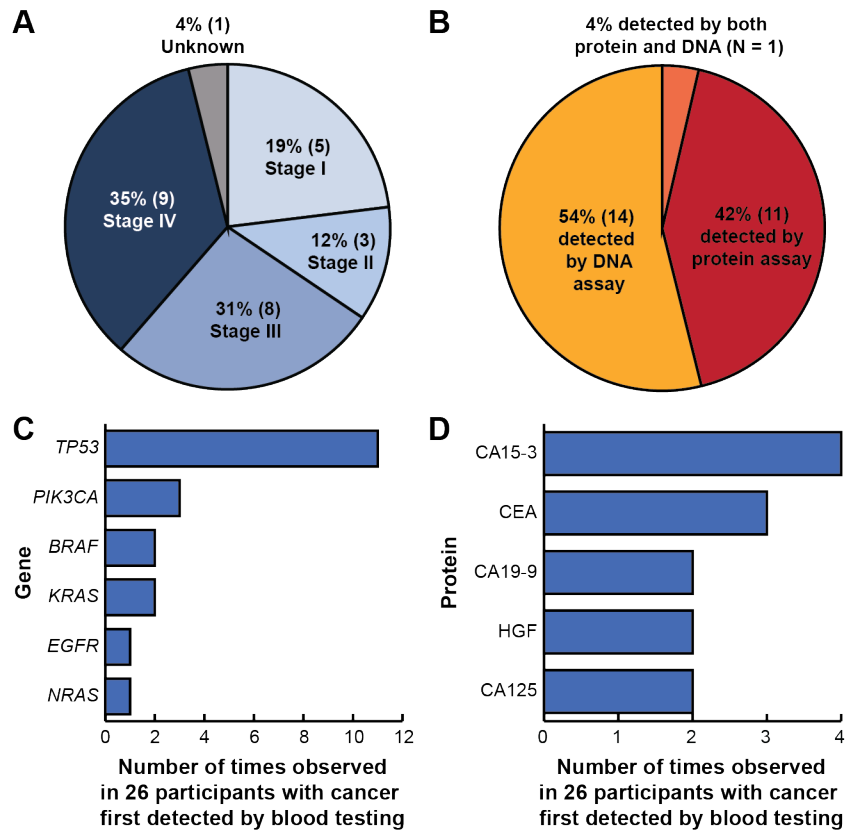 A
4% (1)
Unknown
19% (5)
Stage I
12% (3)
Stage II
31% (8)
Stage III
35% (9)
Stage IV
B
4% detected by both
protein and DNA (N = 1)
42% (11)
detected by
protein assay
54% (14)
detected
by DNA
assay
C
Gene
TP53
PIK3CA
BRAF
KRAS
EGFR
NRAS
0 2 4 6 8 10 12
Number of times observed
in 26 participants with cancer
first detected by blood testing
D
Protein
CA15-3
CEA
CA19-9
HGF
CA125
0 1 2 3 4
Number of times observed
in 26 participants with cancer
first detected by blood testing